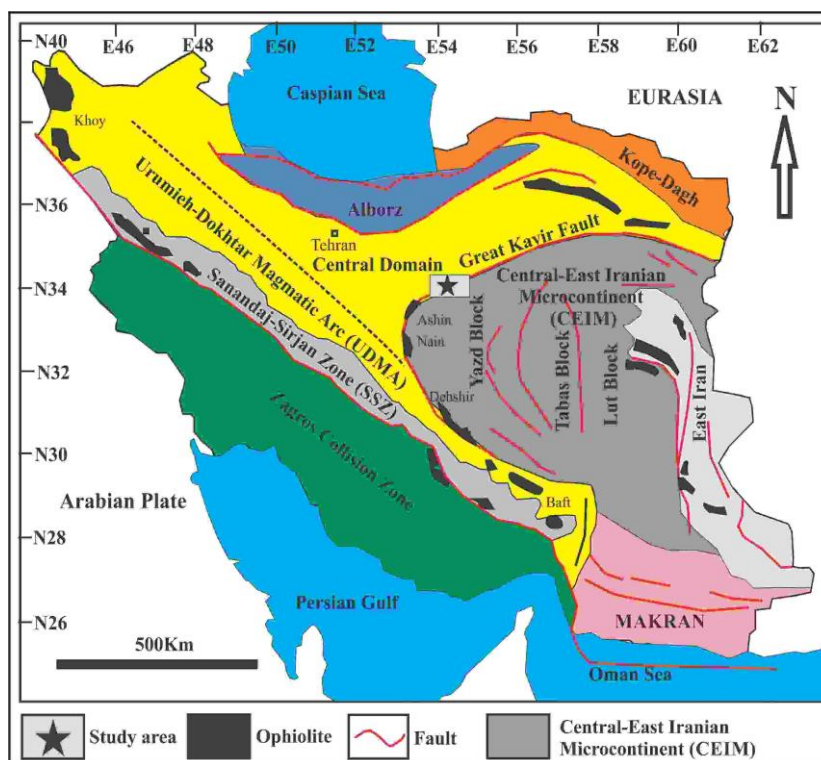 E46
E48
E50
E52
E54
E56
E58
E60
E62
N40
N36
N34
N32
N30
N28
N26
Caspian Sea
EURASIA
N
Khoy
Kope-Dagh
Alborz
Urumieh-Dokhtar Magmatic Arc (UDMA)
Tehran
Central Domain
Great Kavir Fault
Central-East Iranian
Microcontinent
(CEIM)
Sanandaj-Sirjan Zone (SSZ)
Ashin
Nain
Yazd Block
Tabas Block
Lut Block
East Iran
Dehshir
Zagros Collision Zone
Arabian Plate
Baft
Persian Gulf
MAKRAN
500Km
Oman Sea
Study area
Ophiolite
Fault
Central-East Iranian
Microcontinent (CEIM)